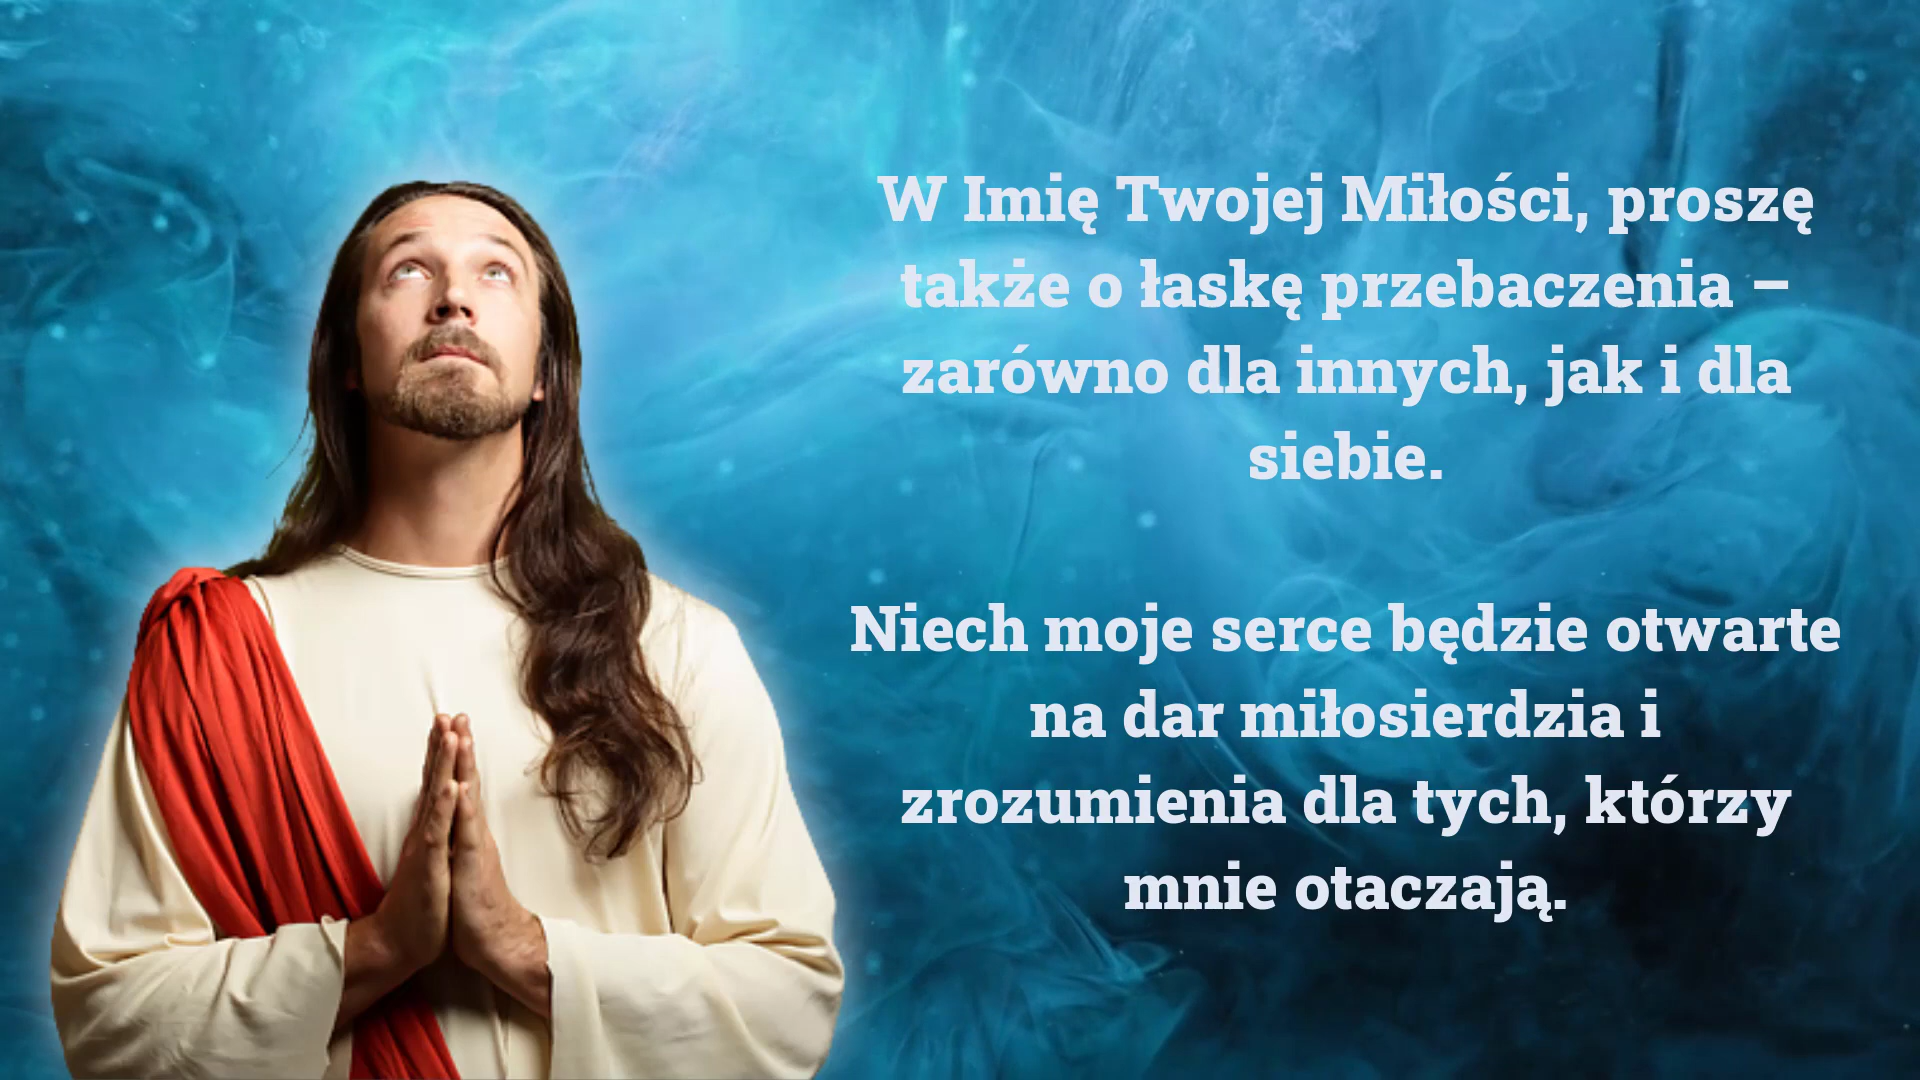 W Imię Twojej Miłości, proszę
także o łaskę przebaczenia –
zarówno dla innych, jak i dla
siebie.
Niech moje serce będzie otwarte
na dar miłosierdzia i
zrozumienia dla tych, którzy
mnie otaczają.